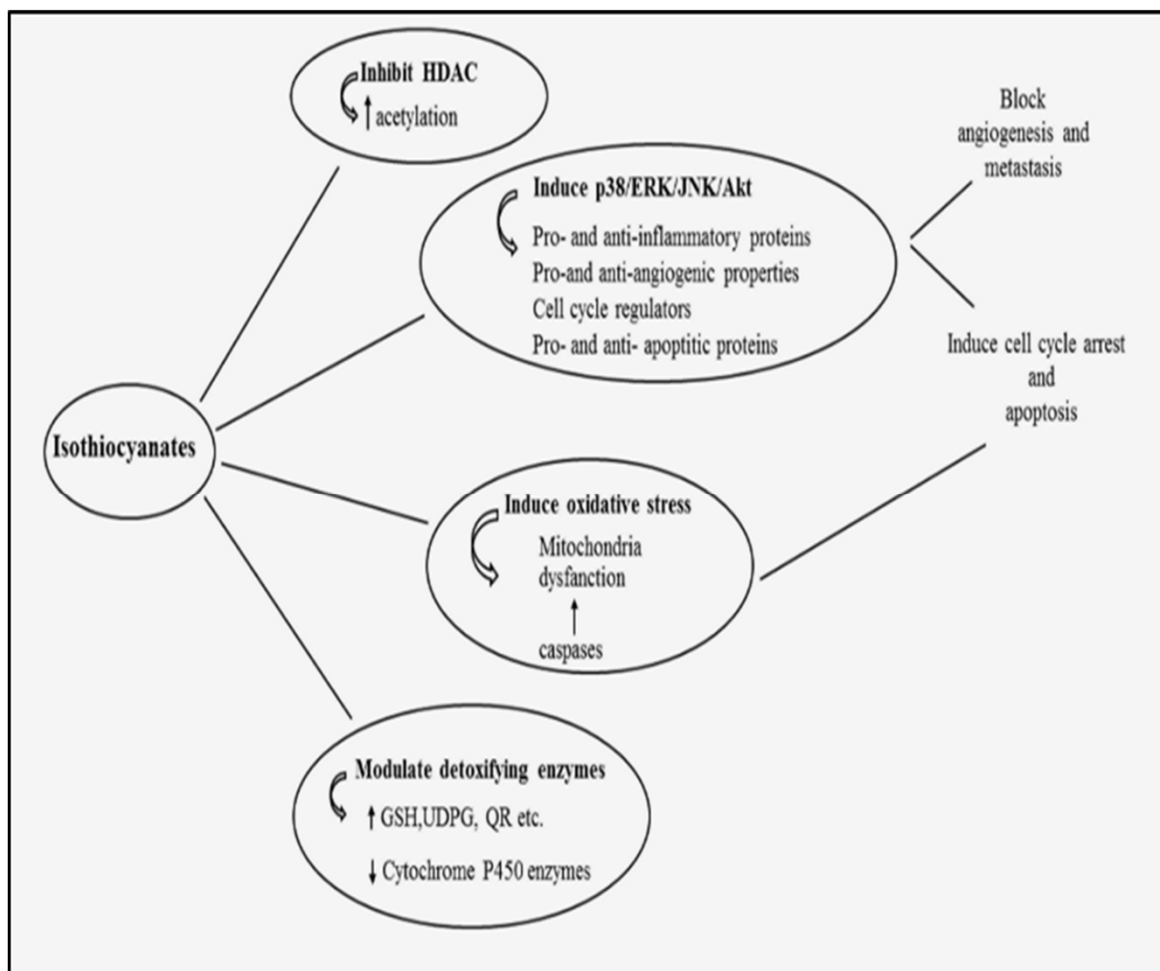 Inhibit HDAC
↑ acetylation
Block
angiogenesis and
metastasis
Induce p38/ERK/JNK/Akt
Pro- and anti-inflammatory proteins
Pro-and anti-angiogenic properties
Cell cycle regulators
Pro- and anti- apoptitic proteins
Induce cell cycle arrest
and
apoptosis
Isothiocyanates
Induce oxidative stress
Mitochondria
dysfanction
↑
caspases
Modulate detoxifying enzymes
↑ GSH,UDPG, QR etc.
↓ Cytochrome P450 enzymes